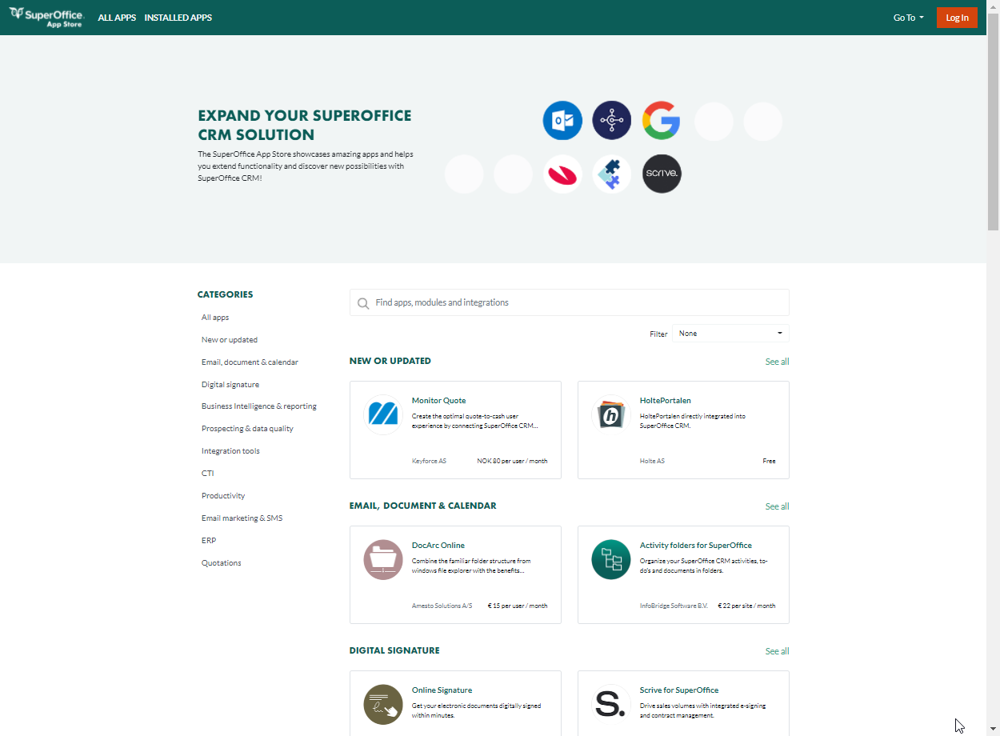 SuperOffice.
App Store
ALL APPS
INSTALLED APPS
Go To
Log In
EXPAND YOUR SUPEROFFICE
CRM SOLUTION
The SuperOffice App Store showcases amazing apps and helps
you extend functionality and discover new possibilities with
SuperOffice CRM!
scrive.
CATEGORIES
All apps
New or updated
Email, document & calendar
Digital signature
Business Intelligence & reporting
Prospecting & data quality
Integration tools
CTI
Productivity
Email marketing & SMS
ERP
Quotations
Find apps, modules and integrations
Filter
None
NEW OR UPDATED
See all
Monitor Quote
Create the optimal quote-to-cash user
experience by connecting SuperOffice CRM...
Keyforce AS
NOK 80 per user / month
HoltePortalen
HoltePortalen directly integrated into
SuperOffice CRM.
Holte AS
Free
EMAIL, DOCUMENT & CALENDAR
See all
DocArc Online
Combine the familiar folder structure from
windows file explorer with the benefits...
Amesto Solutions A/S
€ 15 per user / month
Activity folders for SuperOffice
Organize your SuperOffice CRM activities, to-
do's and documents in folders.
InfoBridge Software B.V.
€ 22 per site / month
DIGITAL SIGNATURE
See all
Online Signature
Get your electronic documents digitally signed
within minutes.
S.
Scrive for SuperOffice
Drive sales volumes with integrated e-signing
and contract management.